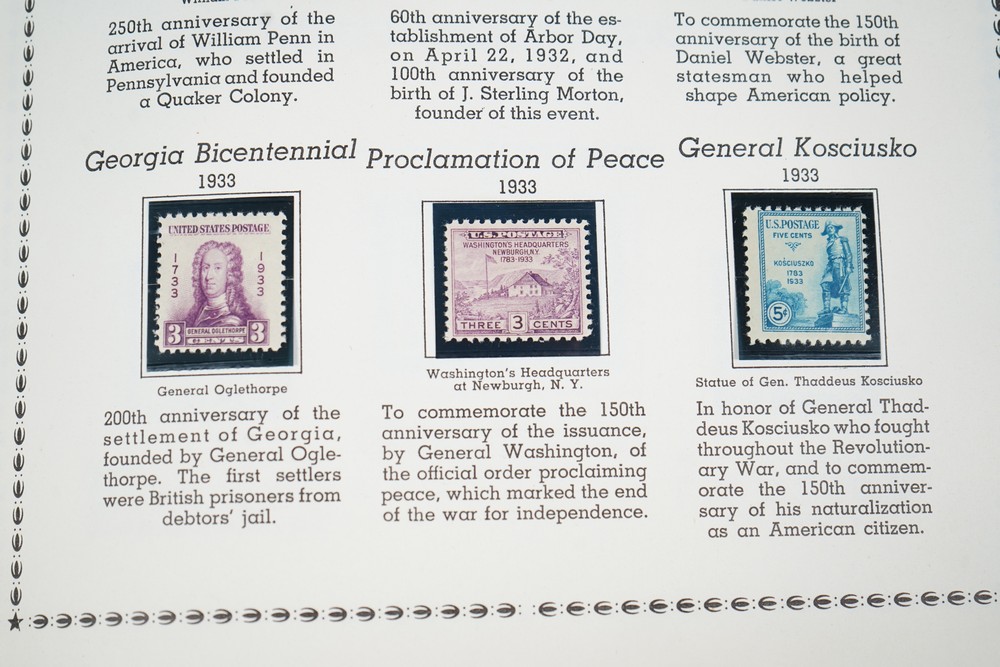 250th anniversary of the
arrival of William Penn in
America, who settled in
Pennsylvania and founded
a Quaker Colony.
60th anniversary of the es-
tablishment of Arbor Day,
on April 22, 1932, and
100th anniversary of the
birth of J. Sterling Morton,
founder of this event.
To commemorate the 150th
anniversary of the birth of
Daniel Webster, a great
statesman who helped
shape American policy.
Georgia Bicentennial
1933
UNITED STATES POSTAGE
1733
1933
3
GENERAL OGLETHORPE
3
CENTS
General Oglethorpe
200th anniversary of the
settlement of Georgia,
founded by General Ogle-
thorpe. The first settlers
were British prisoners from
debtors' jail.
Proclamation of Peace
1933
U.S. POSTAGE
WASHINGTON'S HEADQUARTERS
NEWBURGH, N.Y.
1783-1933
THREE 3 CENTS
Washington's Headquarters
at Newburgh, N. Y.
To commemorate the 150th
anniversary of the issuance,
by General Washington, of
the official order proclaiming
peace, which marked the end
of the war for independence.
General Kosciusko
1933
U.S. POSTAGE
FIVE CENTS
KOŚCIUSZKO
1783
1933
5¢
Statue of Gen. Thaddeus Kosciusko
In honor of General Thad-
deus Kosciusko who fought
throughout the Revolution-
ary War, and to commem-
orate the 150th anniver-
sary of his naturalization
as an American citizen.